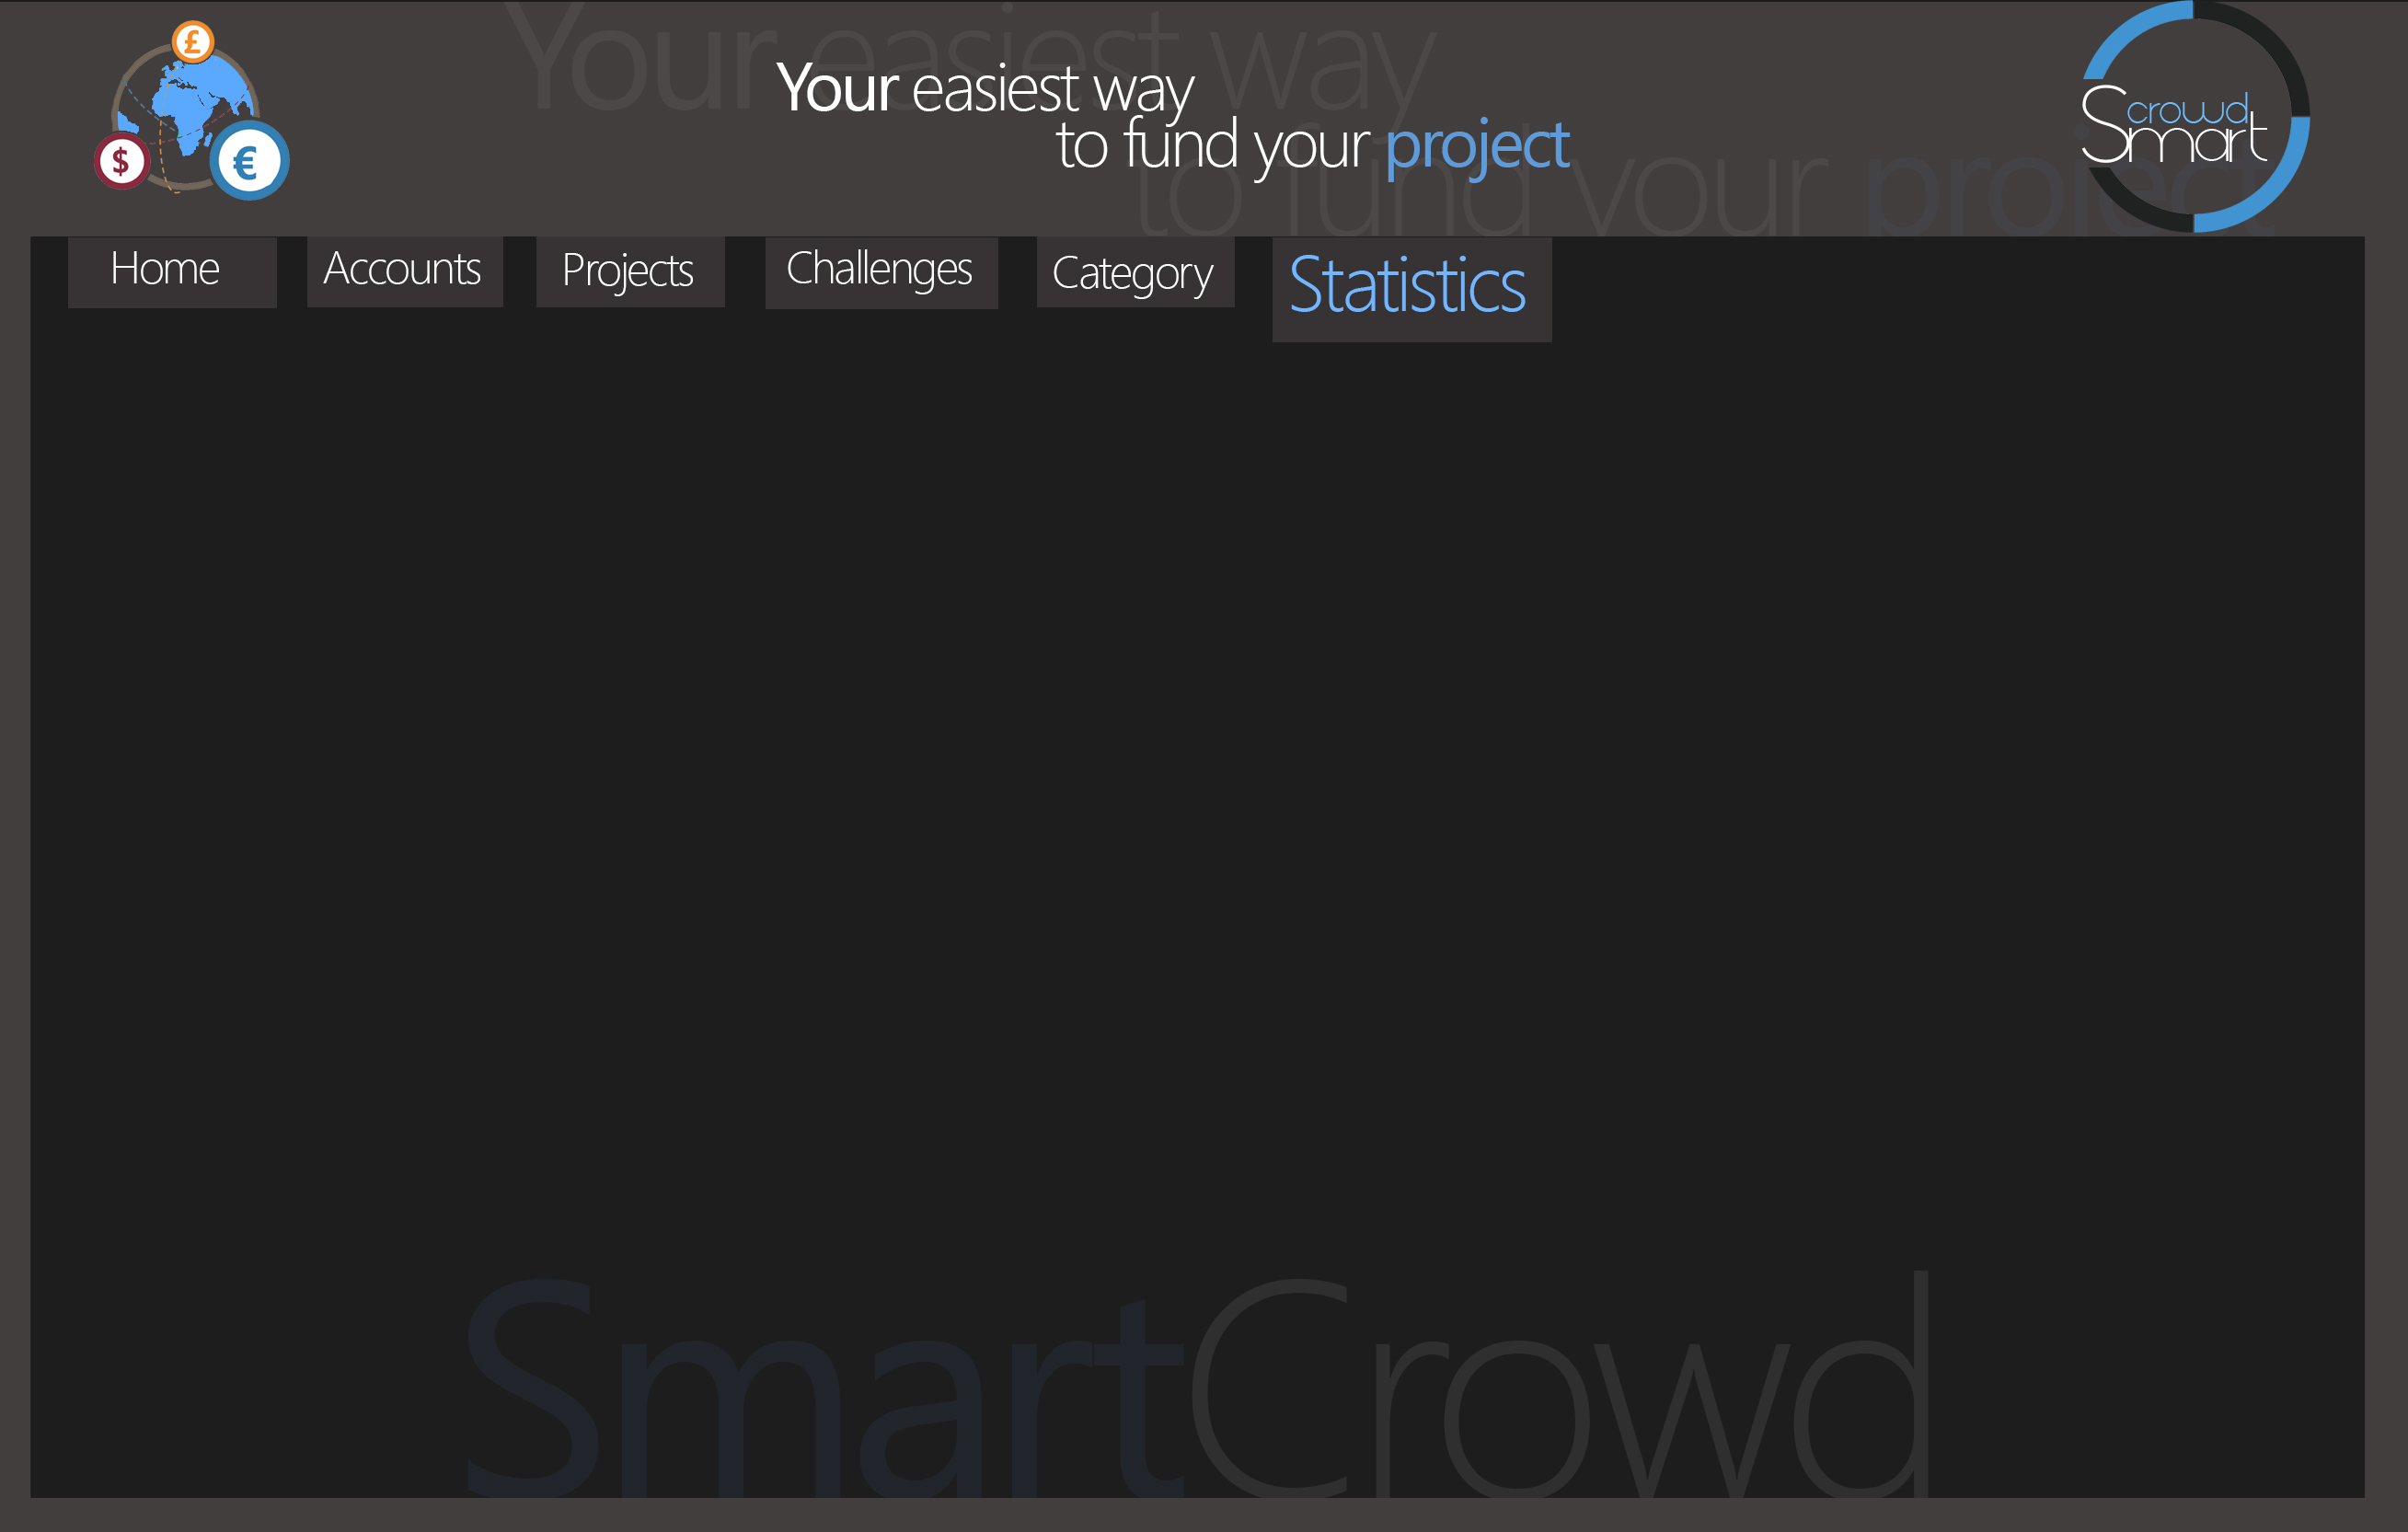 Your easiest way
to fund your project
Your easiest way
to fund your project
£
$
€
crowd
Smart
Home
Accounts
Projects
Challenges
Category
Statistics
SmartCrowd